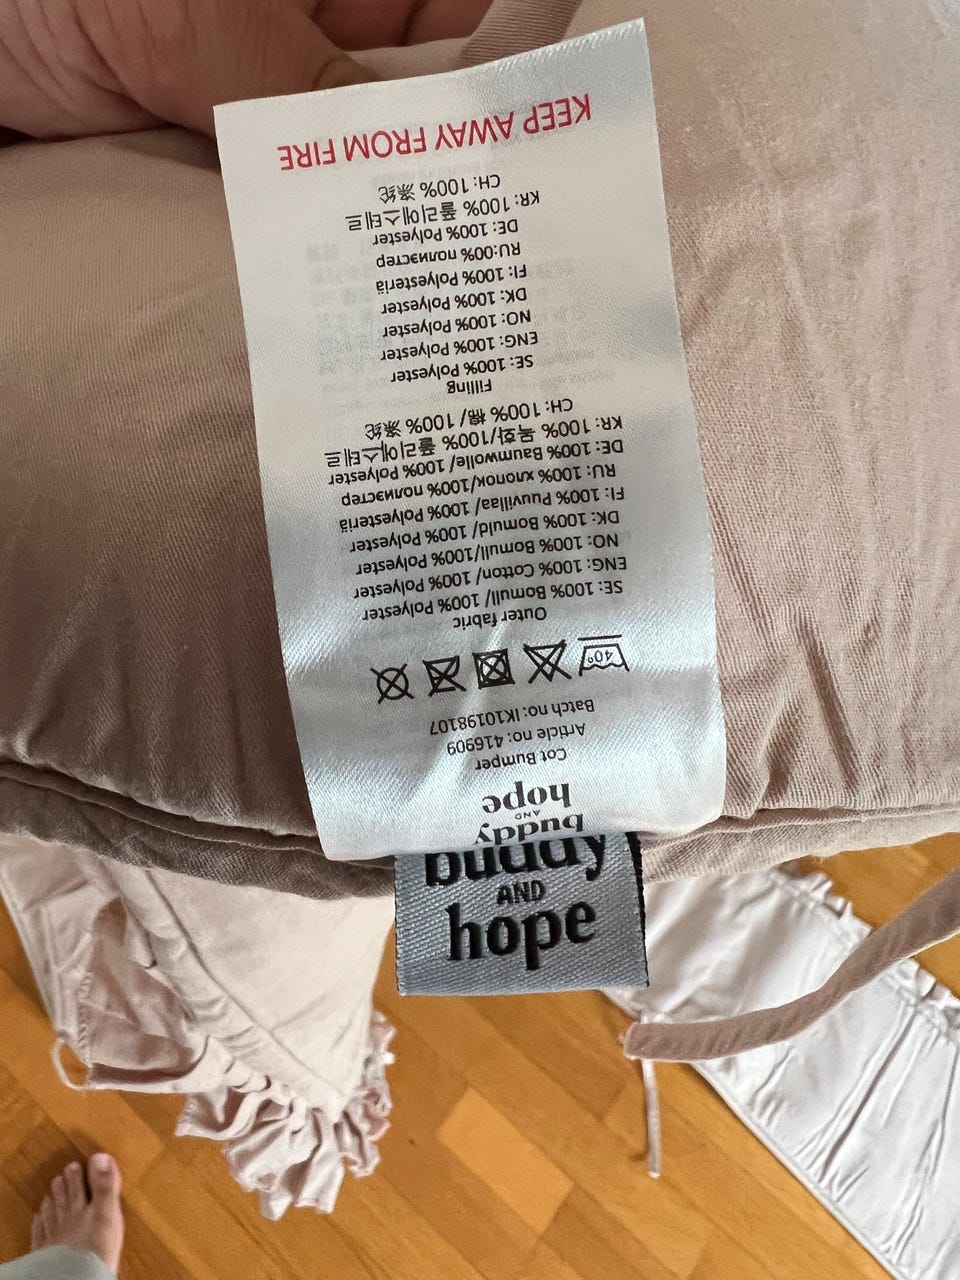 buddy
AND
hope
Cot Bumper
Article no: 416909
Batch no: IK10198107
40°
Outer fabric
SE: 100% Bomull/ 100% Polyester
ENG: 100% Cotton/ 100% Polyester
NO: 100% Bomull/100% Polyester
DK: 100% Bomuld/ 100% Polyester
FI: 100% Puuvillaa/ 100% Polyesteriä
RU: 100% хлопок/100% полиэстер
DE: 100% Baumwolle/ 100% Polyester
KR: 100% 목화/100% 폴리에스테르
CH: 100% 棉/ 100% 涤纶
Filling
SE: 100% Polyester
ENG: 100% Polyester
NO: 100% Polyester
DK: 100% Polyester
FI: 100% Polyesteriä
RU:00% полиэстер
DE: 100% Polyester
KR: 100% 폴리에스테르
CH: 100% 涤纶
KEEP AWAY FROM FIRE
buddy
AND
hope